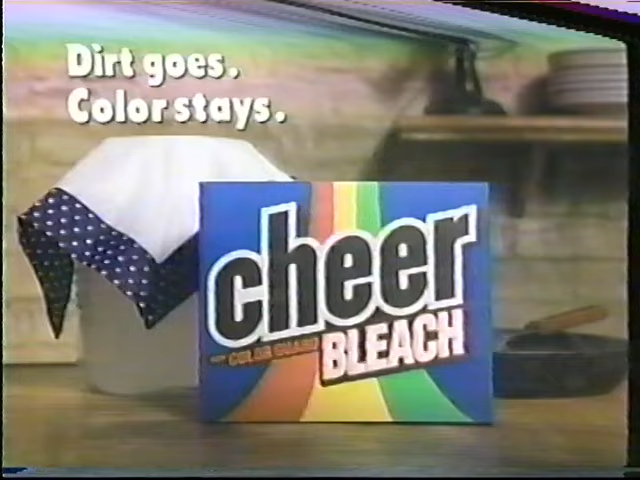 Dirt goes.
Color stays.
cheer
COLOR GUARD
BLEACH